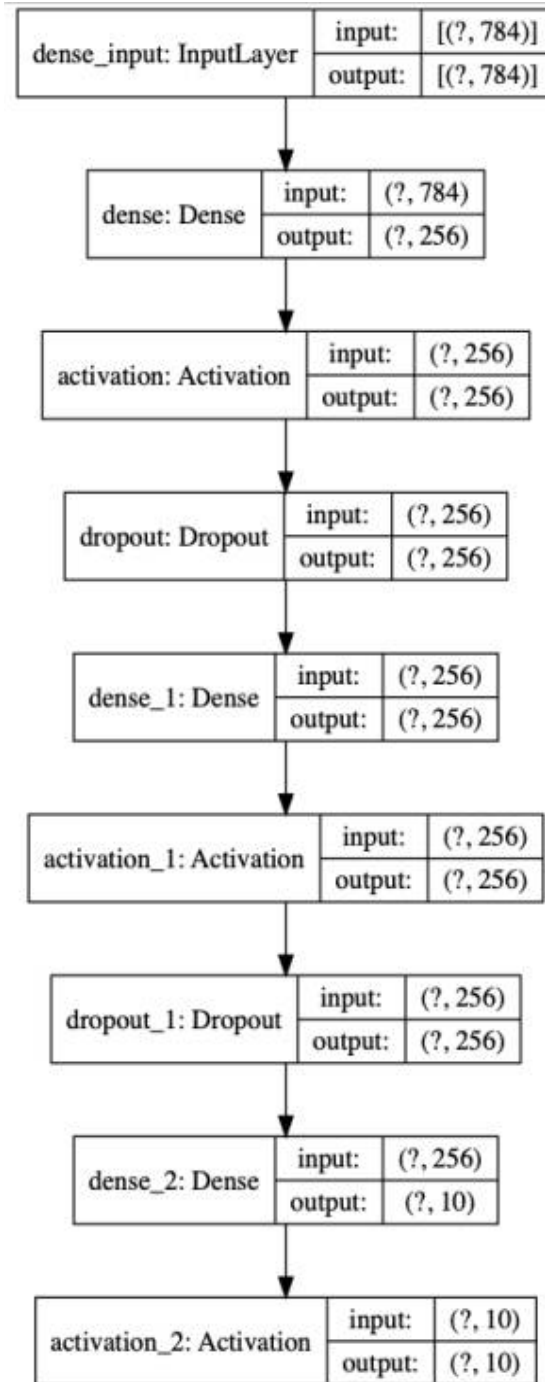 dense_input: InputLayer
input: [(?, 784)]
output: [(?, 784)]
dense: Dense
input: (?, 784)
output: (?, 256)
activation: Activation
input: (?, 256)
output: (?, 256)
dropout: Dropout
input: (?, 256)
output: (?, 256)
dense_1: Dense
input: (?, 256)
output: (?, 256)
activation_1: Activation
input: (?, 256)
output: (?, 256)
dropout_1: Dropout
input: (?, 256)
output: (?, 256)
dense_2: Dense
input: (?, 256)
output: (?, 10)
activation_2: Activation
input: (?, 10)
output: (?, 10)